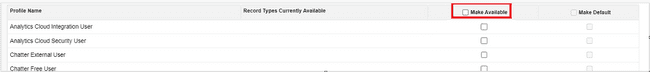 Profile Name Record Types Currently Available Make Available Make Default
Analytics Cloud Integration User
Analytics Cloud Security User
Chatter External User
Chatter Free User